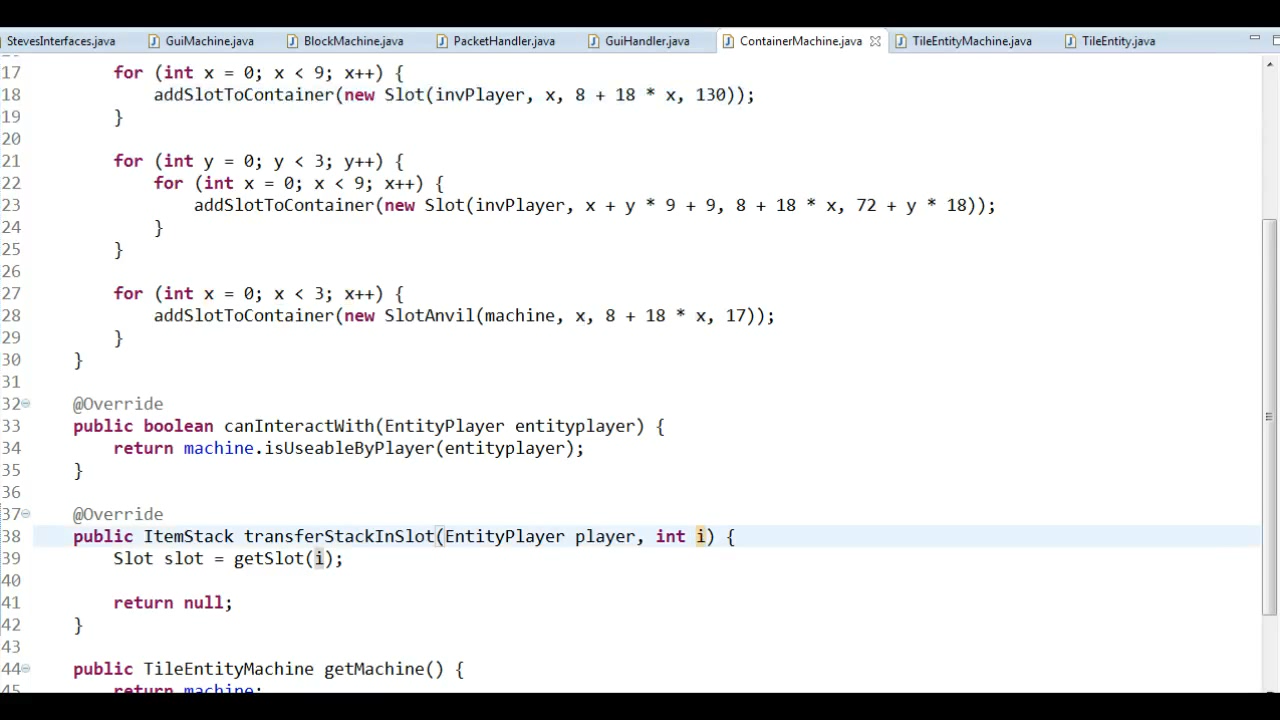 StevesInterfaces.java GuiMachine.java BlockMachine.java PacketHandler.java GuiHandler.java ContainerMachine.java TileEntityMachine.java TileEntity.java
17 for (int x = 0; x < 9; x++) {
18 addSlotToContainer(new Slot(invPlayer, x, 8 + 18 * x, 130));
19 }
20
21 for (int y = 0; y < 3; y++) {
22 for (int x = 0; x < 9; x++) {
23 addSlotToContainer(new Slot(invPlayer, x + y * 9 + 9, 8 + 18 * x, 72 + y * 18));
24 }
25 }
26
27 for (int x = 0; x < 3; x++) {
28 addSlotToContainer(new SlotAnvil(machine, x, 8 + 18 * x, 17));
29 }
30 }
31
32 @Override
33 public boolean canInteractWith(EntityPlayer entityplayer) {
34 return machine.isUseableByPlayer(entityplayer);
35 }
36
37 @Override
38 public ItemStack transferStackInSlot(EntityPlayer player, int i) {
39 Slot slot = getSlot(i);
40
41 return null;
42 }
43
44 public TileEntityMachine getMachine() {
45 return machine;